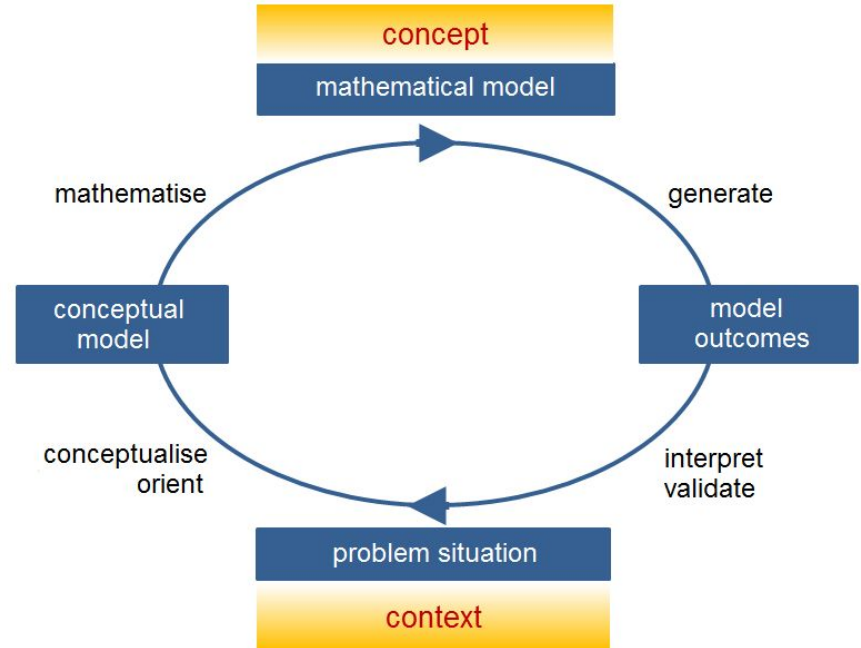 concept
mathematical model
mathematise
generate
conceptual
model
model
outcomes
conceptualise
orient
interpret
validate
problem situation
context